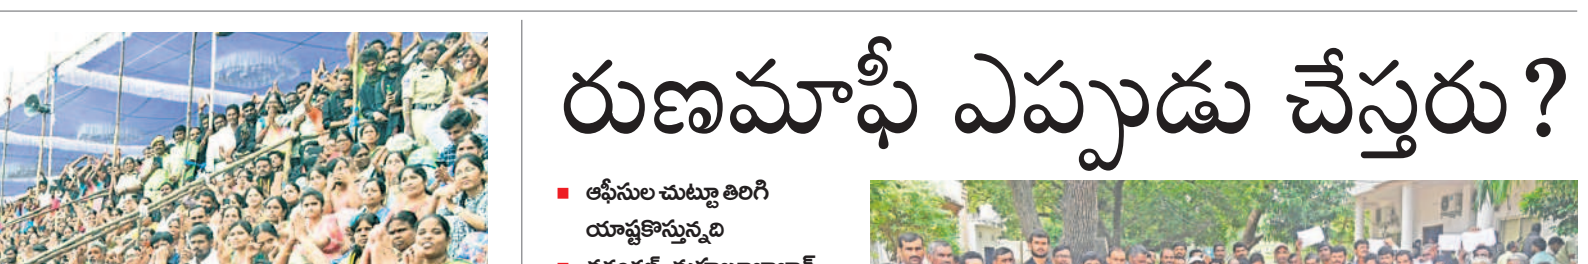 రుణమాఫీ ఎప్పుడు చేస్తరు?
ఆఫీసుల చుట్టూ తిరిగి
యాష్టకొస్తున్నది